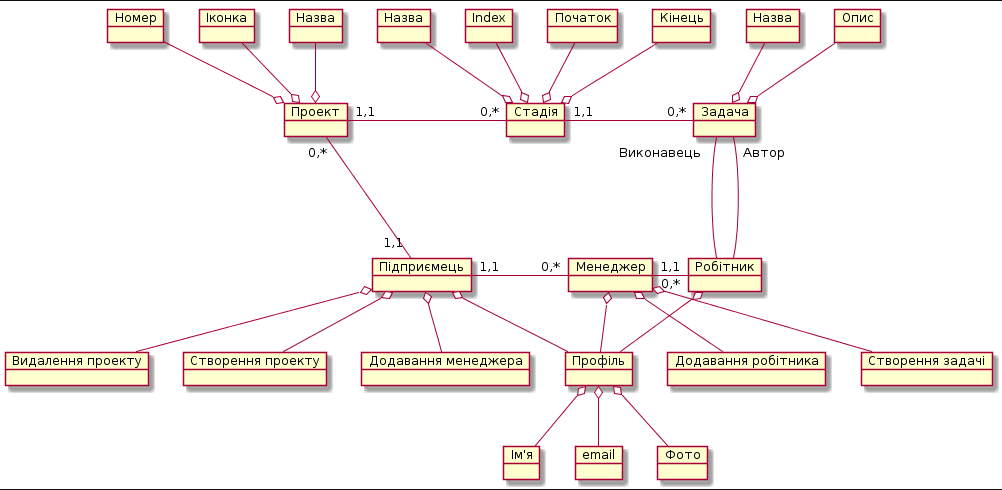 Номер
Іконка
Назва
Назва
Index
Початок
Кінець
Назва
Опис
Проект
1,1
0,*
Стадія
1,1
0,*
Задача
0,*
Виконавець
Автор
1,1
Підприємець
1,1
0,*
Менеджер
1,1
0,*
Робітник
Видалення проекту
Створення проекту
Додавання менеджера
Профіль
Додавання робітника
Створення задачі
Ім'я
email
Фото